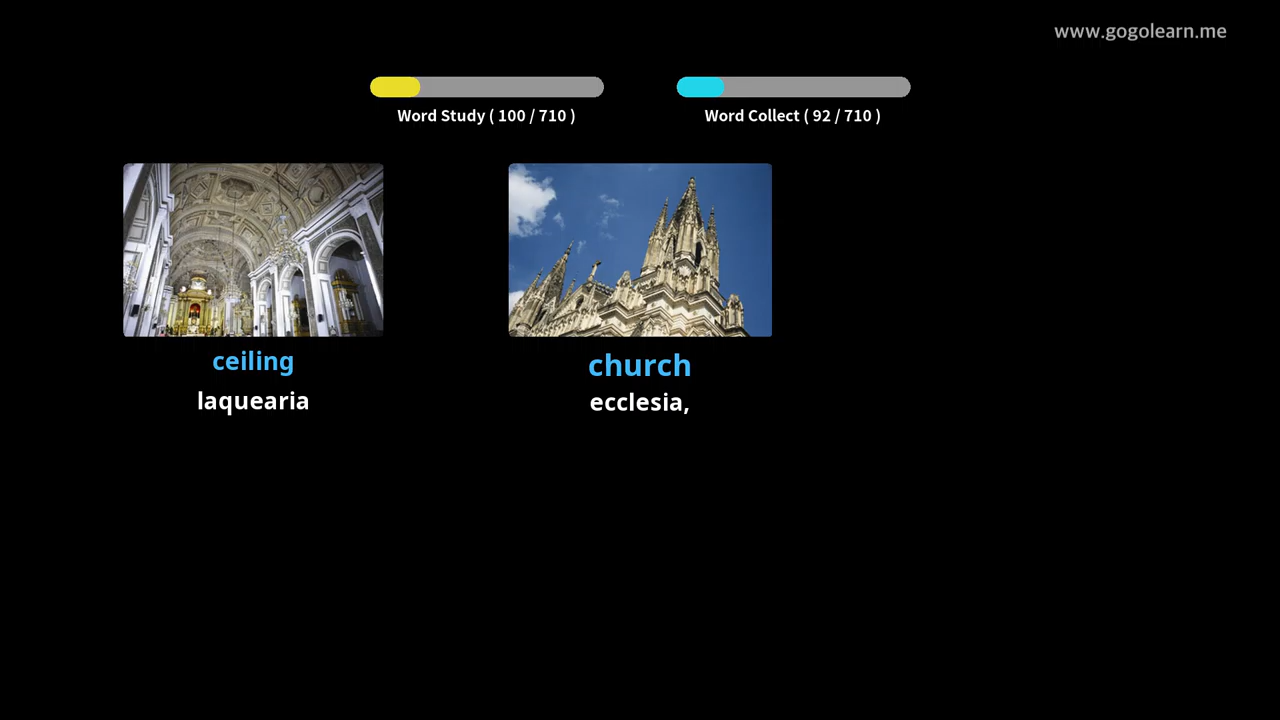 www.gogolearn.me
Word Study ( 100 / 710 )
Word Collect ( 92 / 710 )
ceiling
laquearia
church
ecclesia,